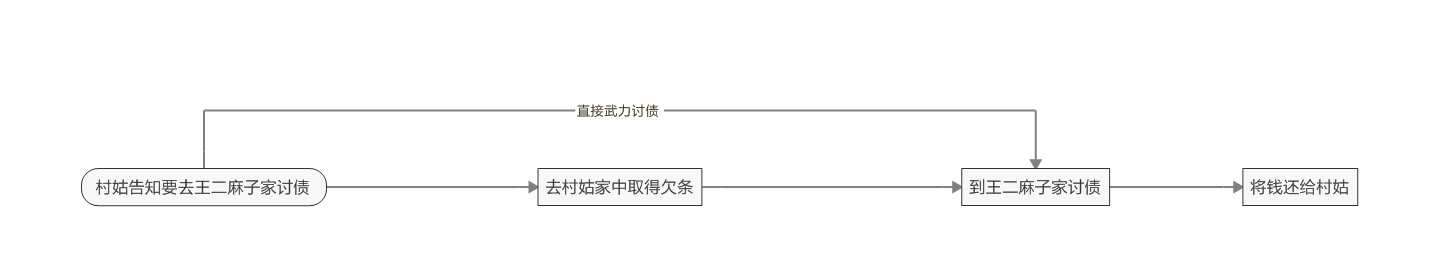 直接武力讨债
村姑告知要去王二麻子家讨债
去村姑家中取得欠条
到王二麻子家讨债
将钱还给村姑